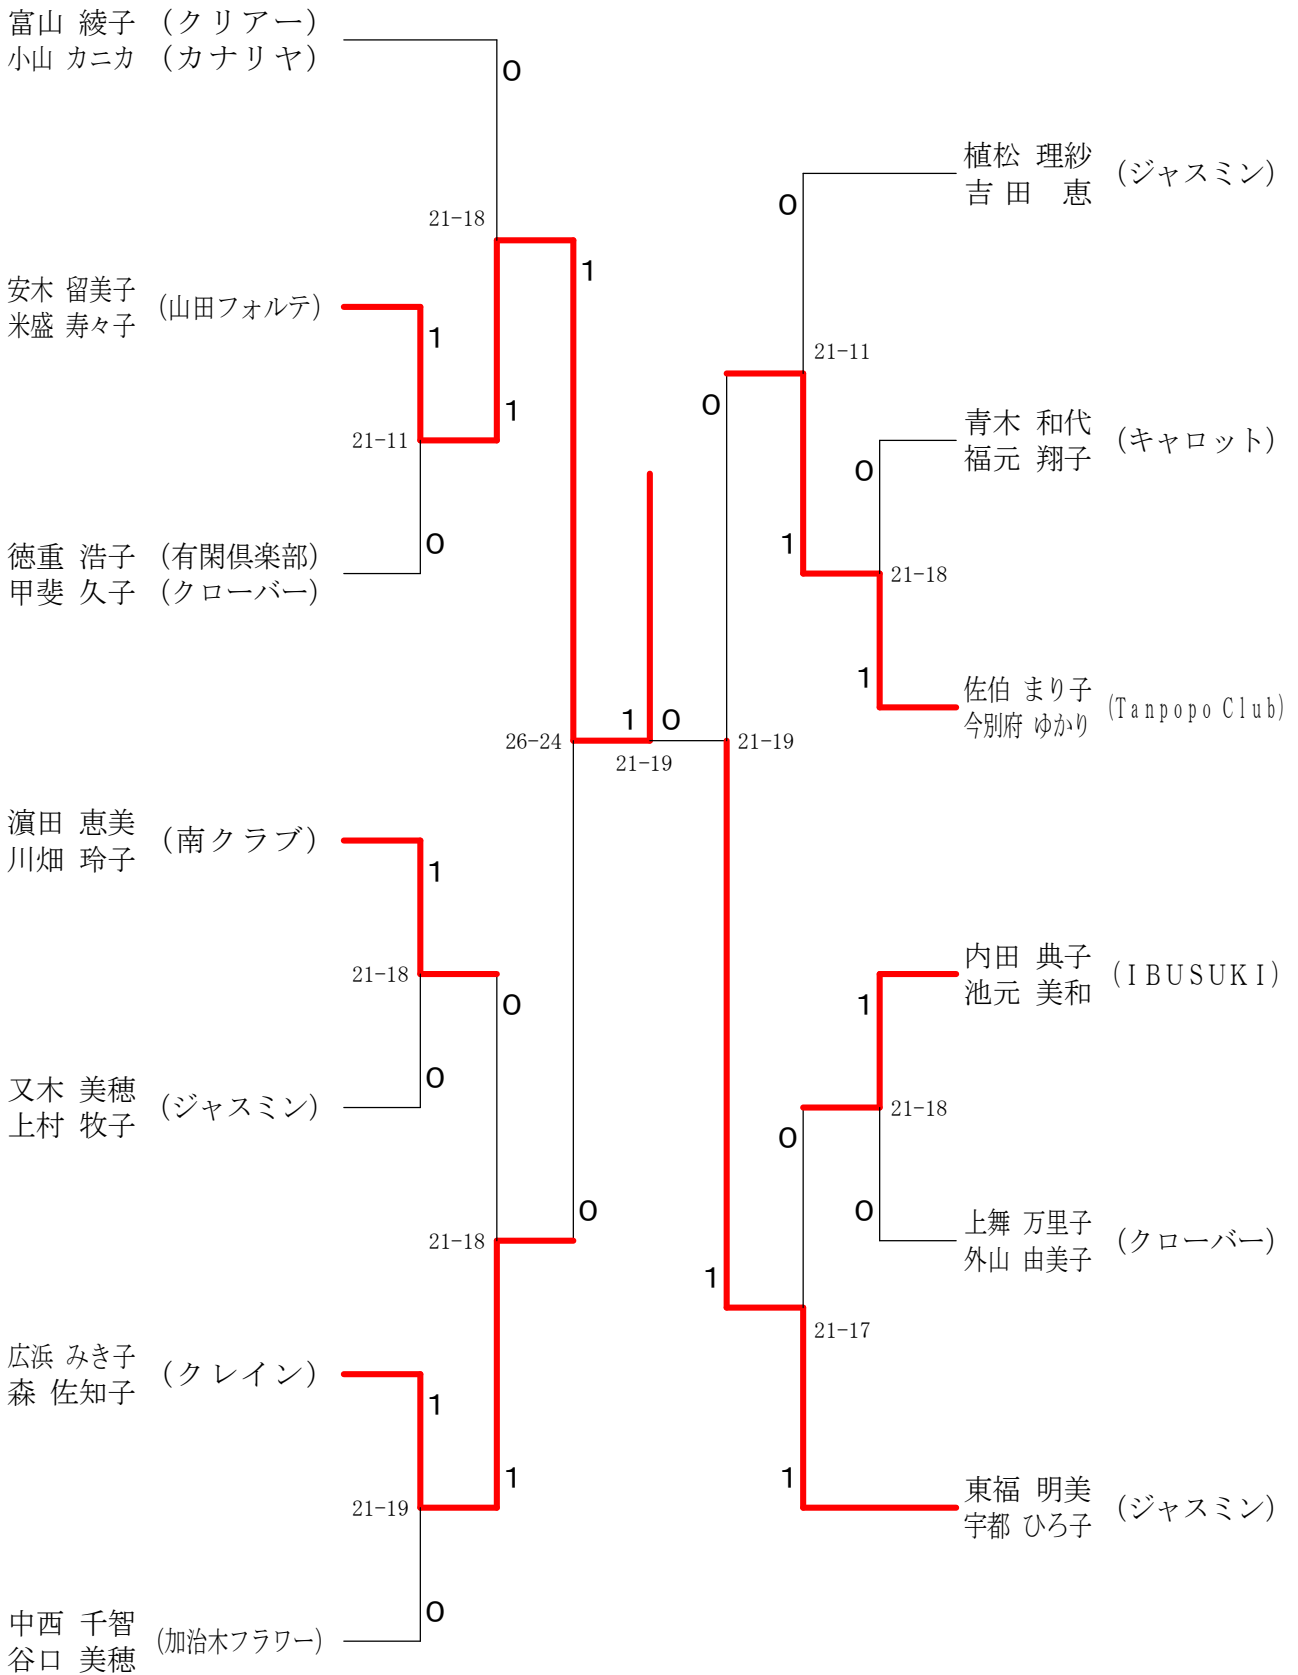 富山 綾子 (クリアー)
小山 カニカ (カナリヤ)
0
21-18
安木 留美子
米盛 寿々子
(山田フォルテ)
1
1
1
21-11
徳重 浩子 (有閑倶楽部)
甲斐 久子 (クローバー)
0
26-24
濵田 恵美
川畑 玲子
(南クラブ)
1
21-18
0
又木 美穂
上村 牧子
(ジャスミン)
0
0
21-18
広浜 みき子
森 佐知子
(クレイン)
1
1
21-19
中西 千智
谷口 美穂
(加治木フラワー)
0
1 0
21-19
植松 理紗
吉田 恵
(ジャスミン)
0
21-11
0
青木 和代
福元 翔子
(キャロット)
0
1
21-18
佐伯 まり子
今別府 ゆかり
(Tanpopo Club)
1
21-19
内田 典子
池元 美和
(IBUSUKI)
1
21-18
0
上舞 万里子
外山 由美子
(クローバー)
0
1
21-17
東福 明美
宇都 ひろ子
(ジャスミン)
1